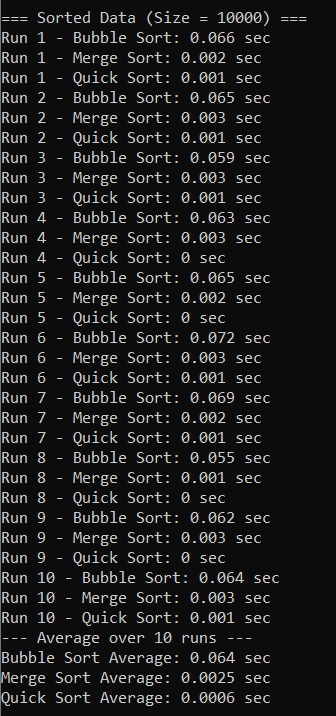 === Sorted Data (Size = 10000) ===
Run 1 - Bubble Sort: 0.066 sec
Run 1 - Merge Sort: 0.002 sec
Run 1 - Quick Sort: 0.001 sec
Run 2 - Bubble Sort: 0.065 sec
Run 2 - Merge Sort: 0.003 sec
Run 2 - Quick Sort: 0.001 sec
Run 3 - Bubble Sort: 0.059 sec
Run 3 - Merge Sort: 0.003 sec
Run 3 - Quick Sort: 0.001 sec
Run 4 - Bubble Sort: 0.063 sec
Run 4 - Merge Sort: 0.003 sec
Run 4 - Quick Sort: 0 sec
Run 5 - Bubble Sort: 0.065 sec
Run 5 - Merge Sort: 0.002 sec
Run 5 - Quick Sort: 0 sec
Run 6 - Bubble Sort: 0.072 sec
Run 6 - Merge Sort: 0.003 sec
Run 6 - Quick Sort: 0.001 sec
Run 7 - Bubble Sort: 0.069 sec
Run 7 - Merge Sort: 0.002 sec
Run 7 - Quick Sort: 0.001 sec
Run 8 - Bubble Sort: 0.055 sec
Run 8 - Merge Sort: 0.001 sec
Run 8 - Quick Sort: 0 sec
Run 9 - Bubble Sort: 0.062 sec
Run 9 - Merge Sort: 0.003 sec
Run 9 - Quick Sort: 0 sec
Run 10 - Bubble Sort: 0.064 sec
Run 10 - Merge Sort: 0.003 sec
Run 10 - Quick Sort: 0.001 sec
--- Average over 10 runs ---
Bubble Sort Average: 0.064 sec
Merge Sort Average: 0.0025 sec
Quick Sort Average: 0.0006 sec